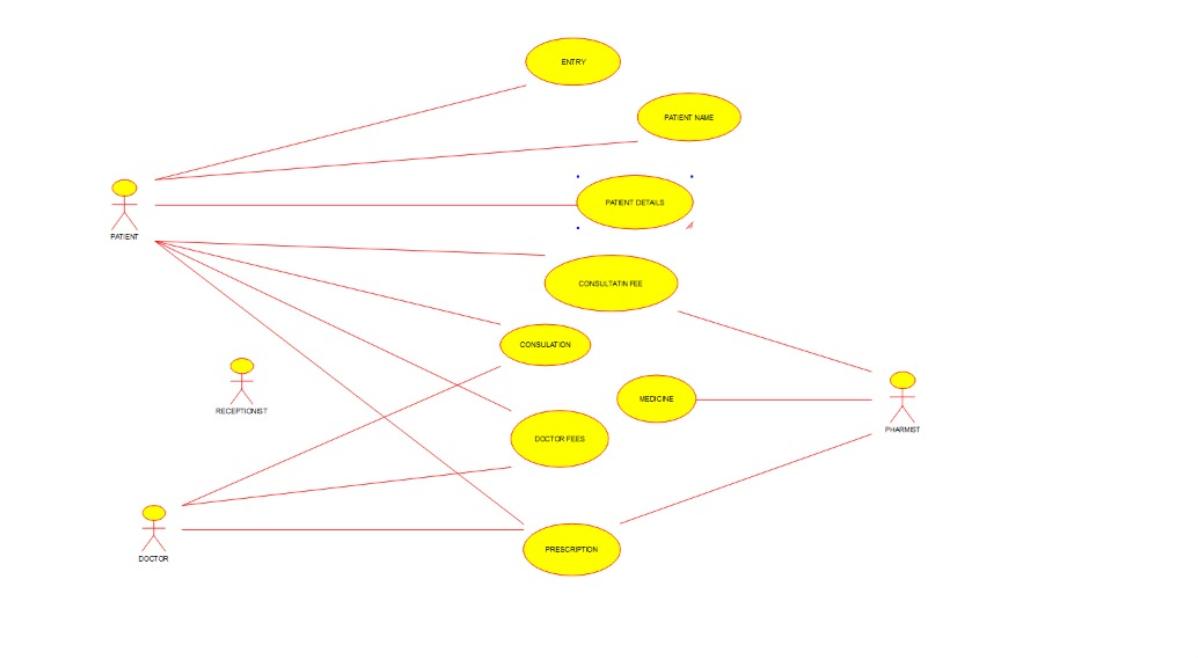 ENTRY
PATIENT NAME
PATIENT DETAILS
PATIENT
CONSULTATIN FEE
CONSULATION
MEDICINE
RECEPTIONIST
PHARMIST
DOCTOR FEES
PRESCRIPTION
DOCTOR